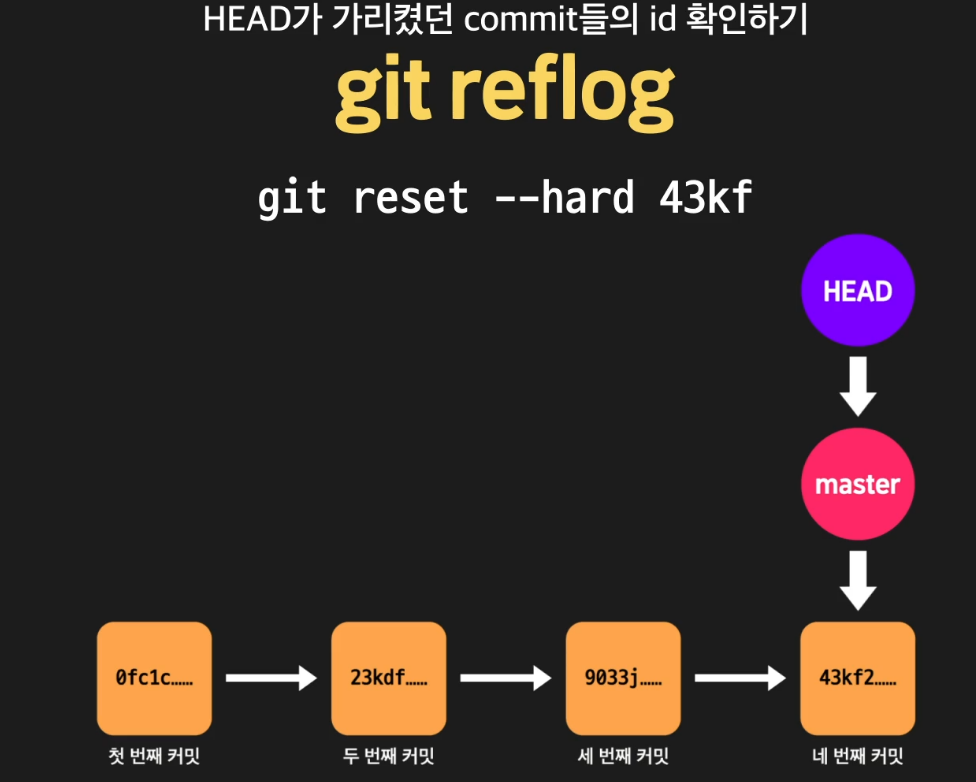 HEAD가 가리켰던 commit들의 id 확인하기
git reflog
git reset --hard 43kf
HEAD
master
0fc1c……
23kdf……
9033j……
43kf2……
첫 번째 커밋
두 번째 커밋
세 번째 커밋
네 번째 커밋